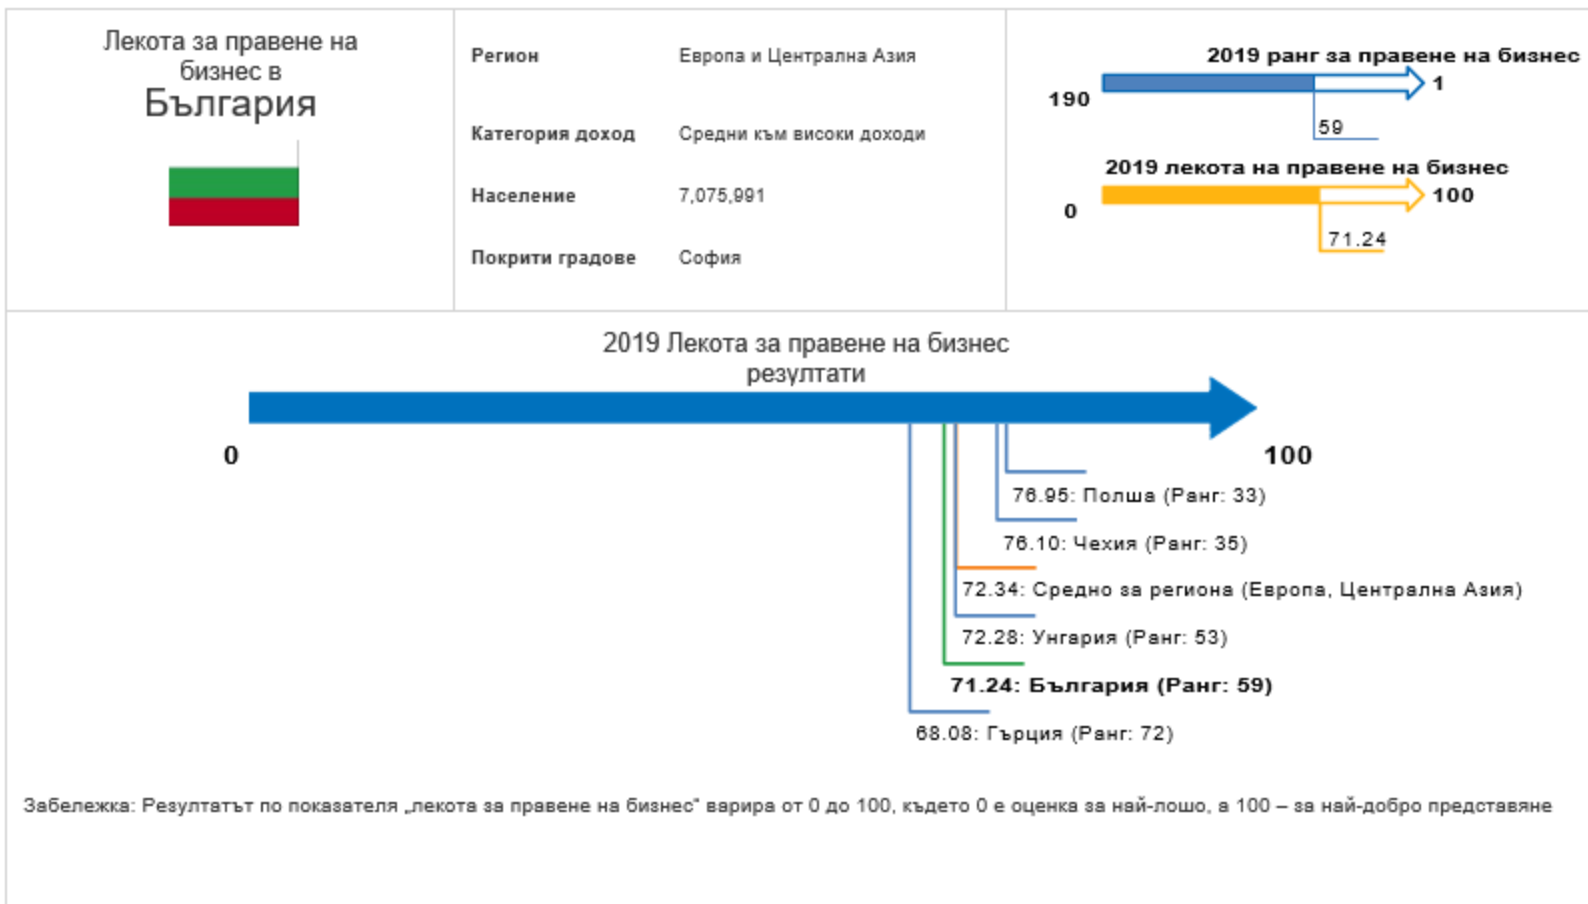 Лекота за правене на
бизнес в
България
Регион Европа и Централна Азия
Категория доход Средни към високи доходи
Население 7,075,991
Покрити градове София
2019 ранг за правене на бизнес
190
1
59
2019 лекота на правене на бизнес
0
100
71.24
2019 Лекота за правене на бизнес
резултати
0
100
76.95: Полша (Ранг: 33)
76.10: Чехия (Ранг: 35)
72.34: Средно за региона (Европа, Централна Азия)
72.28: Унгария (Ранг: 53)
71.24: България (Ранг: 59)
68.08: Гърция (Ранг: 72)
Забележка: Резултатът по показателя „лекота за правене на бизнес“ варира от 0 до 100, където 0 е оценка за най-лошо, а 100 – за най-добро представяне